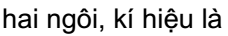 hai ngôi, kí hiệu là